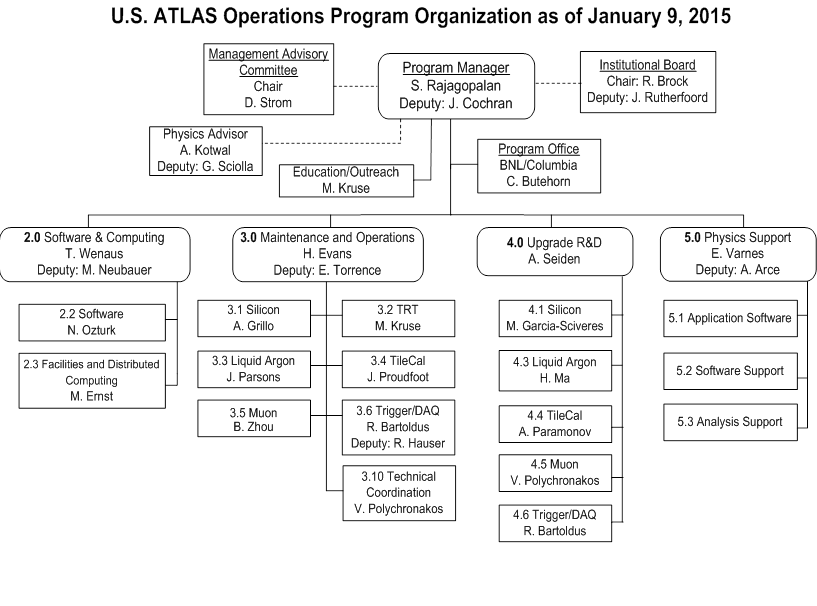 U.S. ATLAS Operations Program Organization as of January 9, 2015
Management Advisory
Committee
Chair
D. Strom
Program Manager
S. Rajagopalan
Deputy: J. Cochran
Institutional Board
Chair: R. Brock
Deputy: J. Rutherfoord
Physics Advisor
A. Kotwal
Deputy: G. Sciolla
Education/Outreach
M. Kruse
Program Office
BNL/Columbia
C. Butehorn
2.0 Software & Computing
T. Wenaus
Deputy: M. Neubauer
3.0 Maintenance and Operations
H. Evans
Deputy: E. Torrence
4.0 Upgrade R&D
A. Seiden
5.0 Physics Support
E. Varnes
Deputy: A. Arce
2.2 Software
N. Ozturk
2.3 Facilities and Distributed
Computing
M. Ernst
3.1 Silicon
A. Grillo
3.2 TRT
M. Kruse
3.3 Liquid Argon
J. Parsons
3.4 TileCal
J. Proudfoot
3.5 Muon
B. Zhou
3.6 Trigger/DAQ
R. Bartoldus
Deputy: R. Hauser
3.10 Technical
Coordination
V. Polychronakos
4.1 Silicon
M. Garcia-Sciveres
4.3 Liquid Argon
H. Ma
4.4 TileCal
A. Paramonov
4.5 Muon
V. Polychronakos
4.6 Trigger/DAQ
R. Bartoldus
5.1 Application Software
5.2 Software Support
5.3 Analysis Support